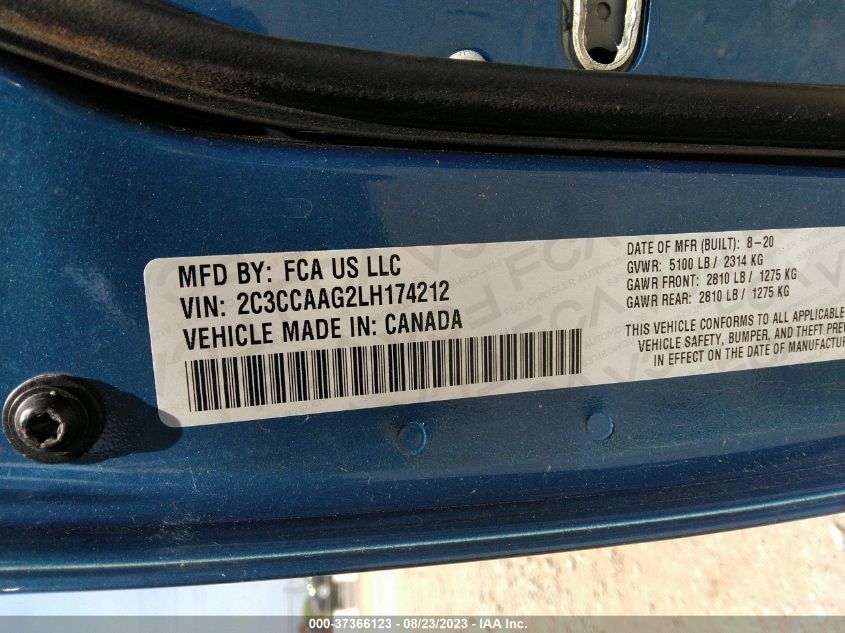 MFD BY: FCA US LLC
VIN: 2C3CCAAG2LH174212
VEHICLE MADE IN: CANADA
DATE OF MFR (BUILT): 8-20
GVWR: 5100 LB / 2314 KG
GAWR FRONT: 2810 LB / 1275 KG
GAWR REAR: 2810 LB / 1275 KG
THIS VEHICLE CONFORMS TO ALL APPLICABLE
VEHICLE SAFETY, BUMPER, AND THEFT PREV
IN EFFECT ON THE DATE OF MANUFACTUR
000-37366123 - 08/23/2023 - IAA Inc.